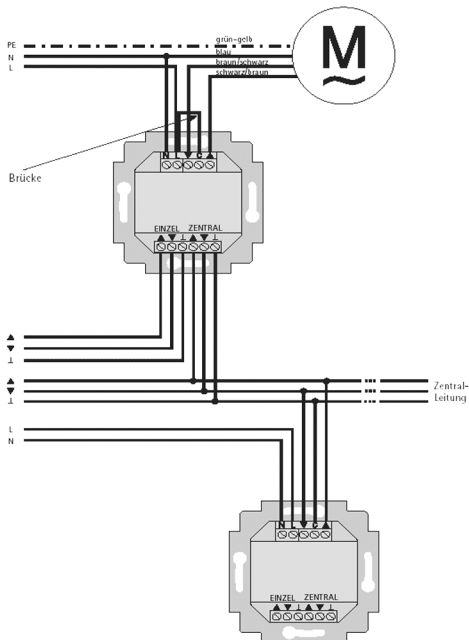 grün-gelb
PE
blau
N
braun/schwarz
L
schwarz/braun
M
~
N L ▼ C ▲
Brücke
EINZEL ZENTRAL
▲ ▼ ⊥ ▲ ▼ ⊥
▲
▼
⊥
▲
▼
⊥
Zentral-
Leitung
L
N
N L ▼ C ▲
EINZEL ZENTRAL
▲ ▼ ⊥ ▲ ▼ ⊥